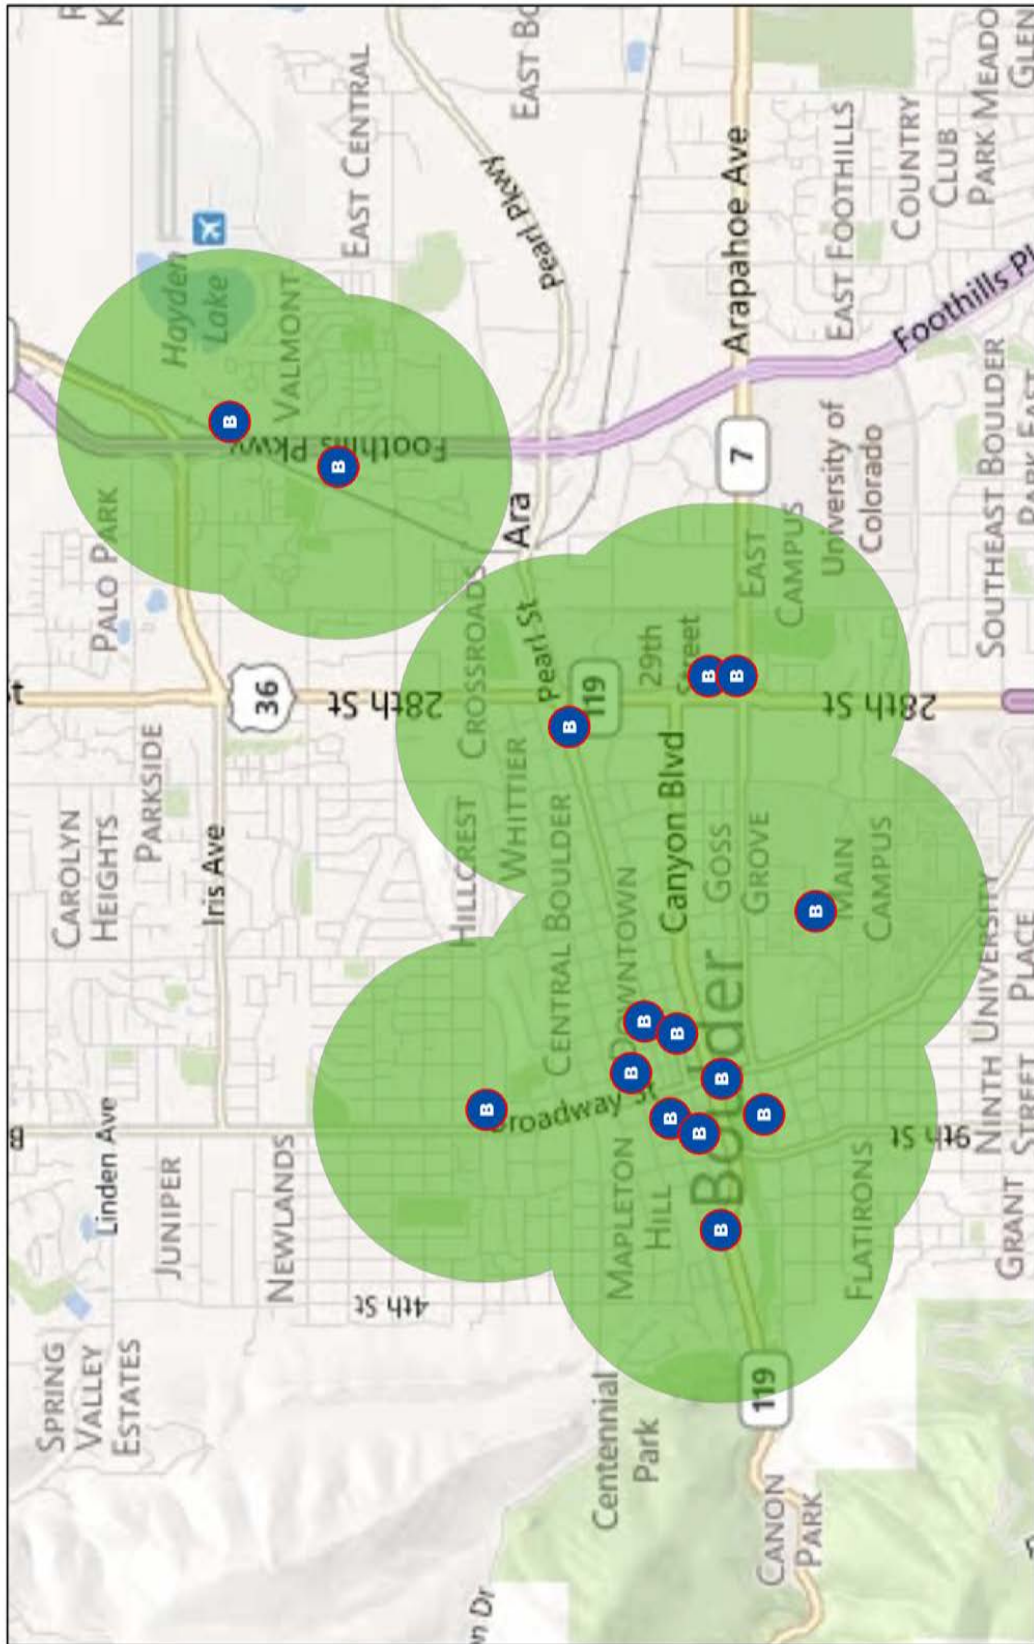 SPRING
VALLEY
ESTATES
CAROLYN
HEIGHTS
Linden Ave
PALO PARK
PARKSIDE
JUNIPER
Hayden
Lake
Iris Ave
36
NEWLANDS
VALMONT
Foothills
Pkwy
EAST CENTRAL
28th St
4th St
HILLCREST
CROSSROADS
WHITTIER
Ara
Pearl Pkwy
Pearl St
CENTRAL BOULDER
Broadway St
119
Centennial
Park
MAPLETON
HILL
DOWNTOWN
29th
Street
Canyon Blvd
Boulder
GOSS
GROVE
7
Arapahoe Ave
119
EAST
CAMPUS
CANON
PARK
University of
Colorado
EAST FOOTHILLS
FLATIRONS
MAIN
CAMPUS
28th St
9th St
COUNTRY
CLUB
PARK MEADO
GLEN
Foothills P
NINTH UNIVERSITY
GRANT STREET PLACE
SOUTHEAST BOULDER
PARK EAST
B
B
B
B
B
B
B
B
B
B
B
B
B
B